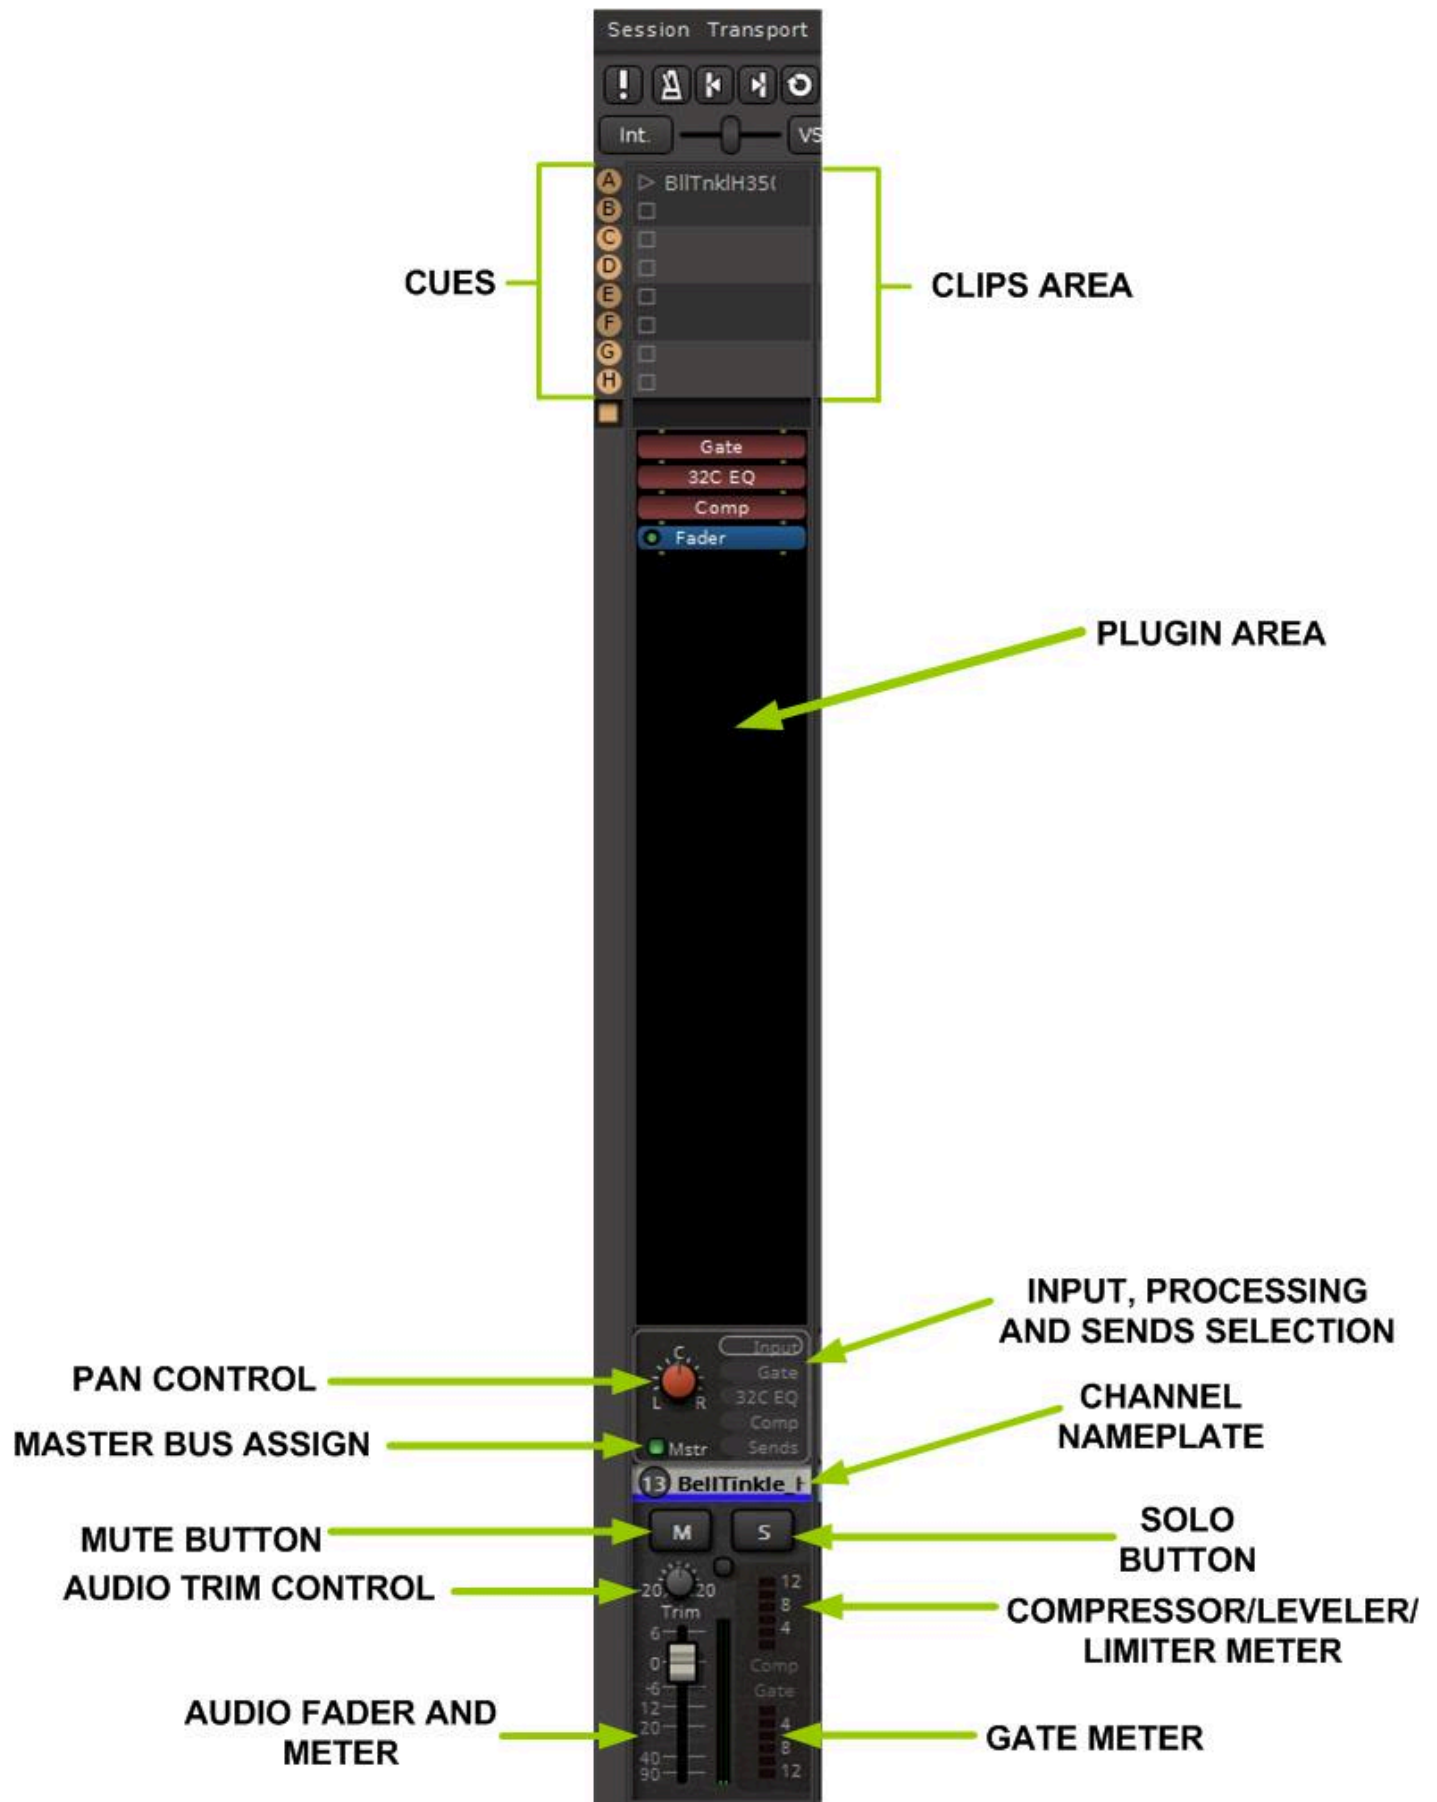 Session Transport
!
Int. VS
A BllTnklH35(
B
C
D
E
F
G
H
CUES
CLIPS AREA
Gate
32C EQ
Comp
Fader
PLUGIN AREA
INPUT, PROCESSING
AND SENDS SELECTION
C
L R
Input
Gate
32C EQ
Comp
Sends
Mstr
PAN CONTROL
MASTER BUS ASSIGN
CHANNEL
NAMEPLATE
13 BellTinkle_H
M S
MUTE BUTTON
SOLO
BUTTON
AUDIO TRIM CONTROL
20 20
Trim
12
8
4
COMPRESSOR/LEVELER/
LIMITER METER
6
0
-6
12
20
40
90
Comp
Gate
4
8
12
AUDIO FADER AND
METER
GATE METER